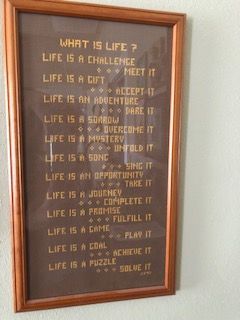 WHAT IS LIFE ?
LIFE IS A CHALLENGE
MEET IT
LIFE IS A GIFT
ACCEPT IT
LIFE IS AN ADVENTURE
DARE IT
LIFE IS A SORROW
OVERCOME IT
LIFE IS A MYSTERY
UNFOLD IT
LIFE IS A SONG
SING IT
LIFE IS AN OPPORTUNITY
TAKE IT
LIFE IS A JOURNEY
COMPLETE IT
LIFE IS A PROMISE
FULFILL IT
LIFE IS A GAME
PLAY IT
LIFE IS A GOAL
ACHIEVE IT
LIFE IS A PUZZLE
SOLVE IT